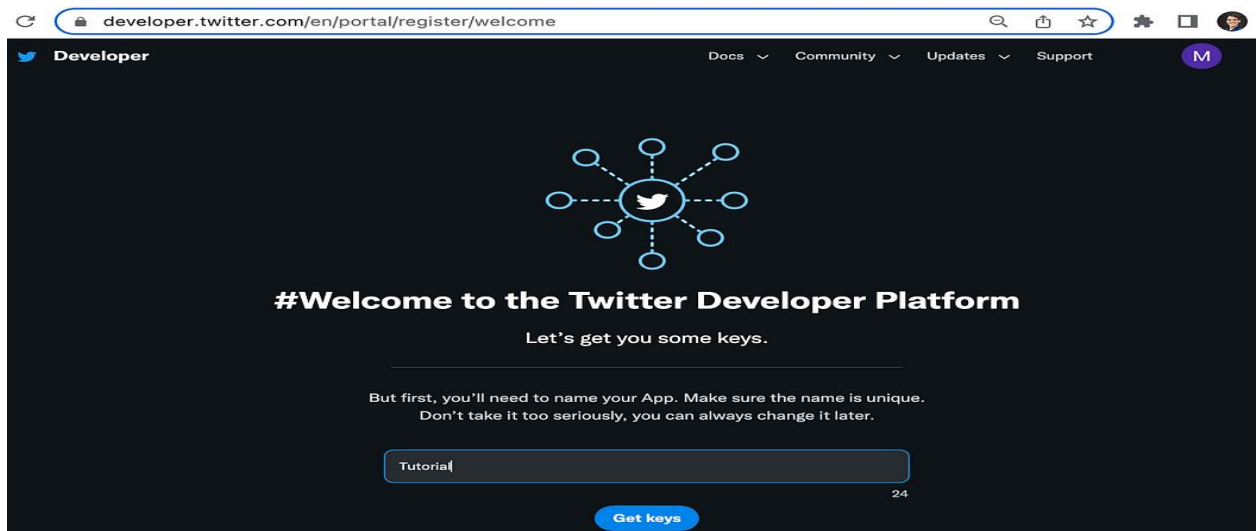 developer.twitter.com/en/portal/register/welcome
Developer
Docs Community Updates Support M
#Welcome to the Twitter Developer Platform
Let's get you some keys.
But first, you'll need to name your App. Make sure the name is unique.
Don't take it too seriously, you can always change it later.
Tutorial
24
Get keys